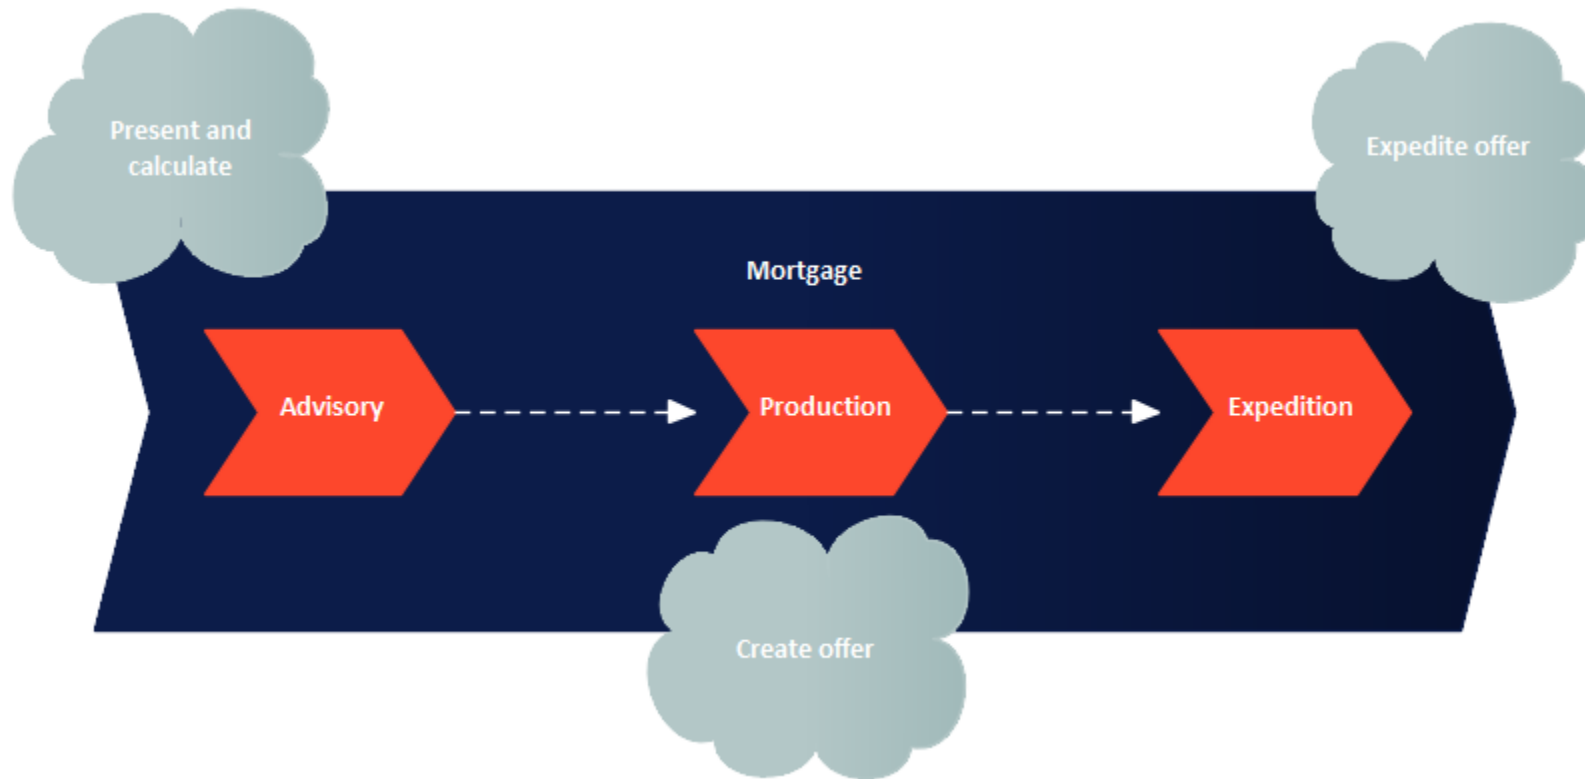 Present and
calculate
Expedite offer
Mortgage
Advisory
Production
Expedition
Create offer